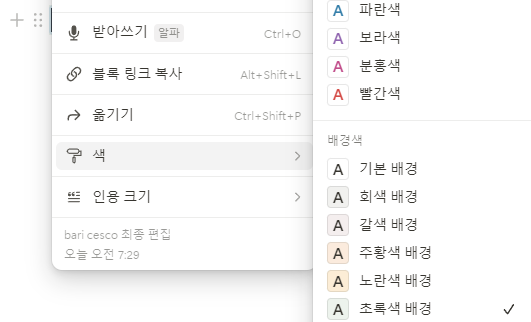 받아쓰기 알파 Ctrl+O
블록 링크 복사 Alt+Shift+L
옮기기 Ctrl+Shift+P
색
인용 크기
bari cesco 최종 편집
오늘 오전 7:29
A 파란색
A 보라색
A 분홍색
A 빨간색
배경색
A 기본 배경
A 회색 배경
A 갈색 배경
A 주황색 배경
A 노란색 배경
A 초록색 배경